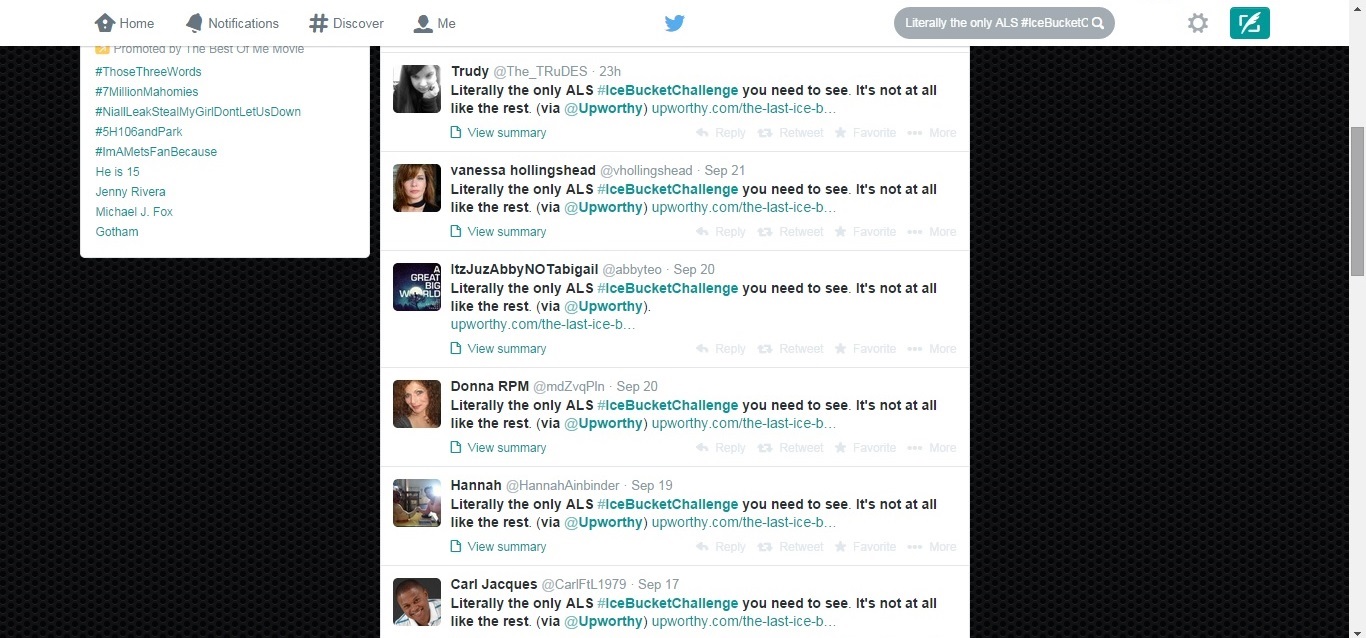 Home
Notifications
Discover
Me
Literally the only ALS #IceBucketC
Promoted by The Best Of Me Movie
#ThoseThreeWords
#7MillionMahomies
#NiallLeakStealMyGirlDontLetUsDown
#5H106andPark
#ImAMetsFanBecause
He is 15
Jenny Rivera
Michael J. Fox
Gotham
Trudy @The_TRuDES · 23h
Literally the only ALS #IceBucketChallenge you need to see. It's not at all
like the rest. (via @Upworthy) upworthy.com/the-last-ice-b…
View summary
Reply Retweet Favorite More
vanessa hollingshead @vhollingshead · Sep 21
Literally the only ALS #IceBucketChallenge you need to see. It's not at all
like the rest. (via @Upworthy) upworthy.com/the-last-ice-b…
View summary
Reply Retweet Favorite More
A
GREAT
BIG
WORLD
ItzJuzAbbyNOTabigail @abbyteo · Sep 20
Literally the only ALS #IceBucketChallenge you need to see. It's not at all
like the rest. (via @Upworthy).
upworthy.com/the-last-ice-b…
View summary
Reply Retweet Favorite More
Donna RPM @mdZvqPln · Sep 20
Literally the only ALS #IceBucketChallenge you need to see. It's not at all
like the rest. (via @Upworthy) upworthy.com/the-last-ice-b…
View summary
Reply Retweet Favorite More
Hannah @HannahAinbinder · Sep 19
Literally the only ALS #IceBucketChallenge you need to see. It's not at all
like the rest. (via @Upworthy) upworthy.com/the-last-ice-b…
View summary
Reply Retweet Favorite More
Carl Jacques @CarlFtL1979 · Sep 17
Literally the only ALS #IceBucketChallenge you need to see. It's not at all
like the rest. (via @Upworthy) upworthy.com/the-last-ice-b…